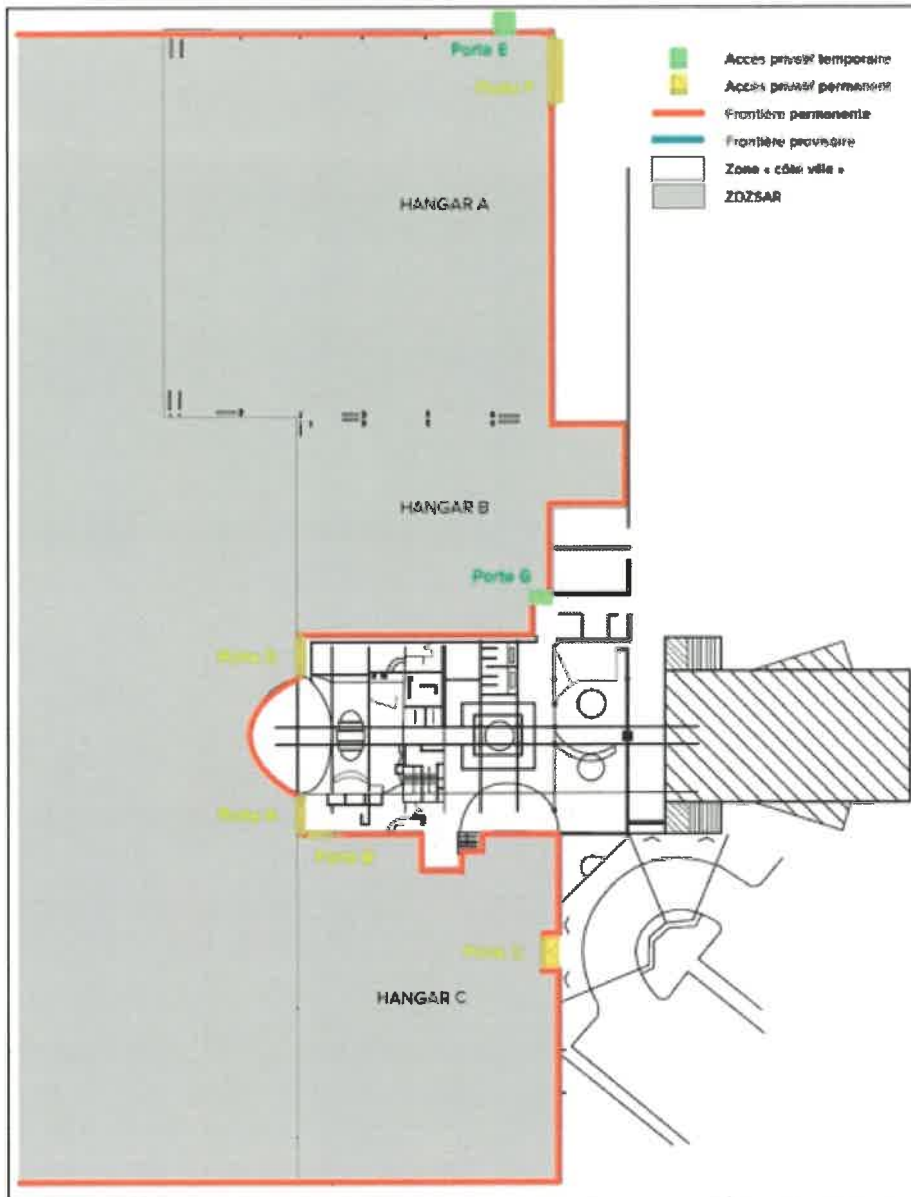 Porte E
Porte F
Accès privatif temporaire
Accès privatif permanent
Frontière permanente
Frontière provisoire
Zone « côté ville »
ZDZSAR
HANGAR A
HANGAR B
Porte G
Porte
Porte
Porte B
Porte
HANGAR C